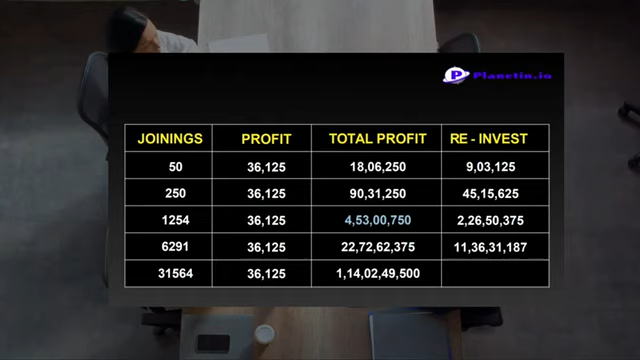 Planetin.io
JOININGS PROFIT TOTAL PROFIT RE - INVEST
50 36,125 18,06,250 9,03,125
250 36,125 90,31,250 45,15,625
1254 36,125 4,53,00,750 2,26,50,375
6291 36,125 22,72,62,375 11,36,31,187
31564 36,125 1,14,02,49,500